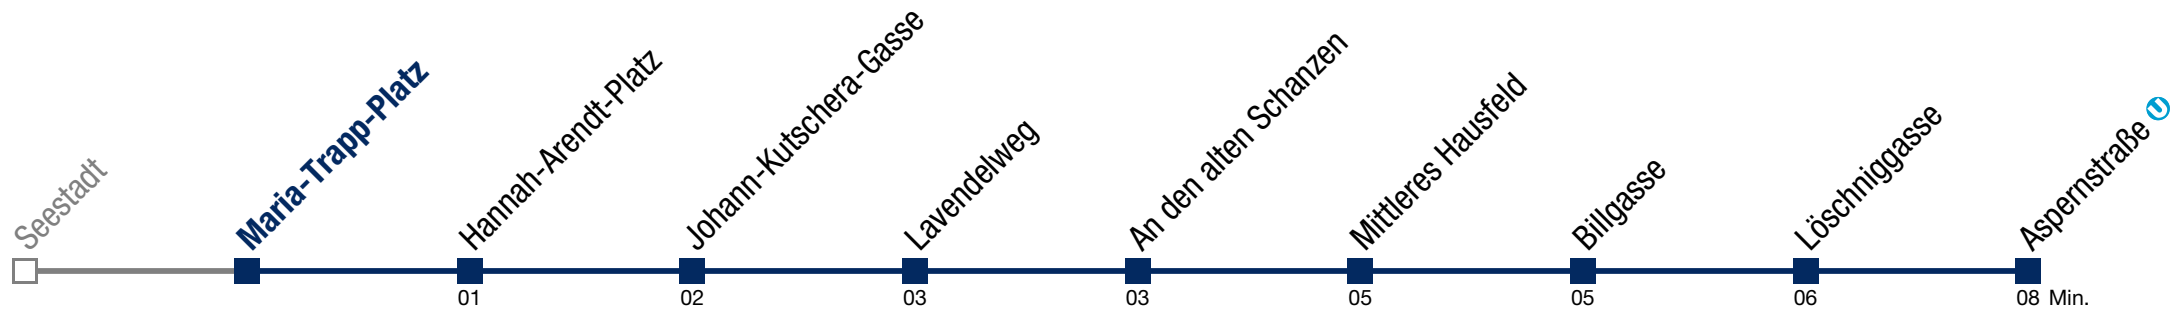 Seestadt
Maria-Trapp-Platz
Hannah-Arendt-Platz
Johann-Kutschera-Gasse
Lavendelweg
An den alten Schanzen
Mittleres Hausfeld
Billgasse
Löschniggasse
Aspernstraße U
01 02 03 03 05 05 06 08 Min.